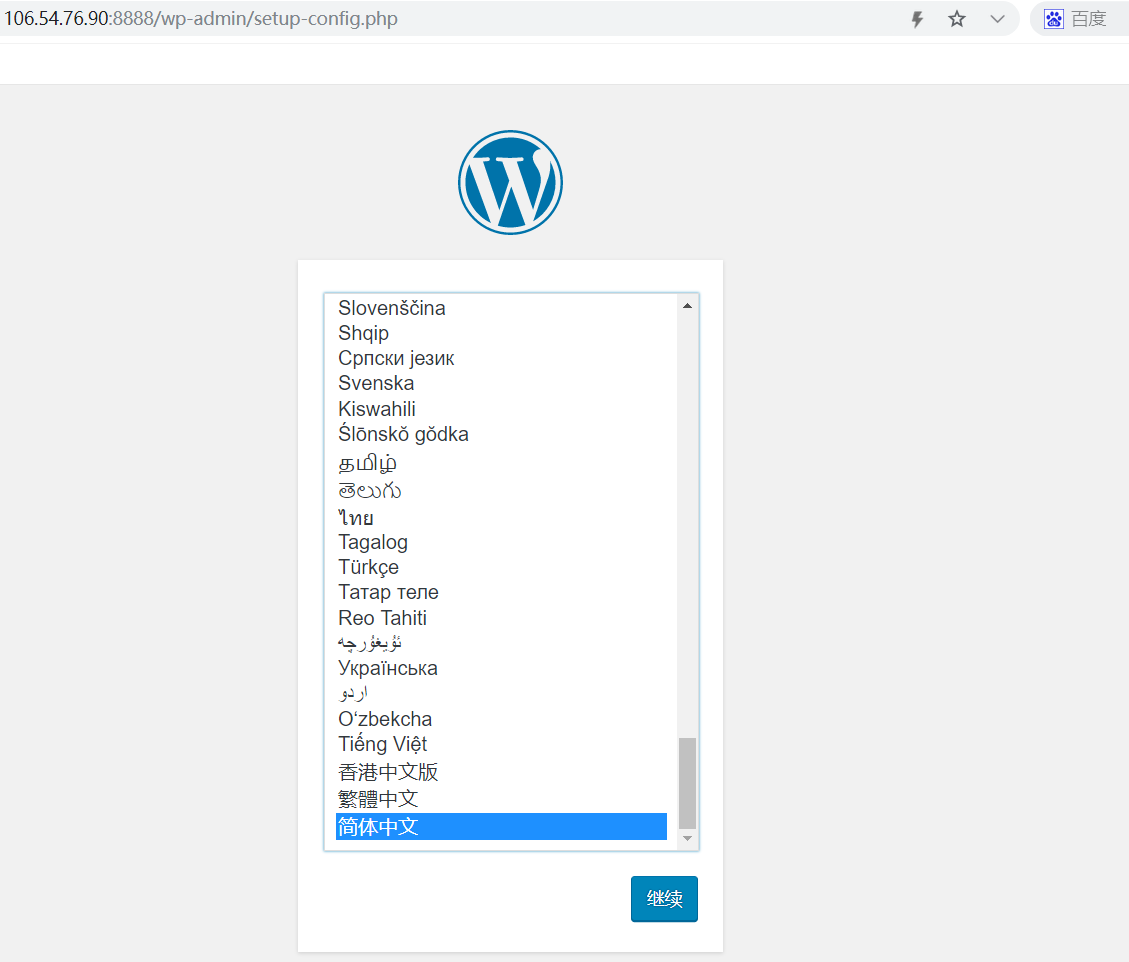 106.54.76.90:8888/wp-admin/setup-config.php
百度
Slovenščina
Shqip
Српски језик
Svenska
Kiswahili
Ślōnskŏ gŏdka
தமிழ்
తెలుగు
ไทย
Tagalog
Türkçe
Татар теле
Reo Tahiti
ئۇيغۇرچە
Українська
اردو
O‘zbekcha
Tiếng Việt
香港中文版
繁體中文
简体中文
继续